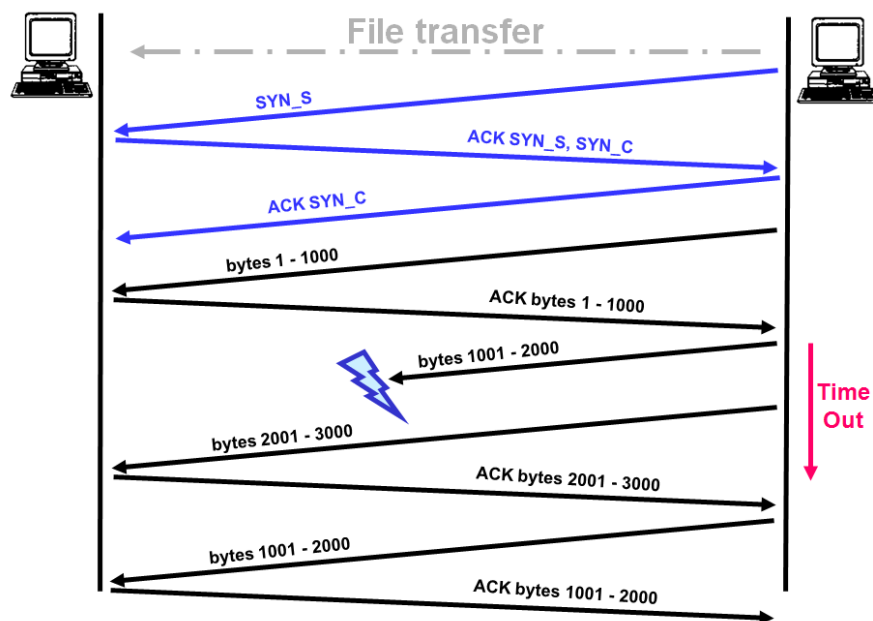 File transfer
SYN_S
ACK SYN_S, SYN_C
ACK SYN_C
bytes 1 - 1000
ACK bytes 1 - 1000
bytes 1001 - 2000
Time
Out
bytes 2001 - 3000
ACK bytes 2001 - 3000
bytes 1001 - 2000
ACK bytes 1001 - 2000